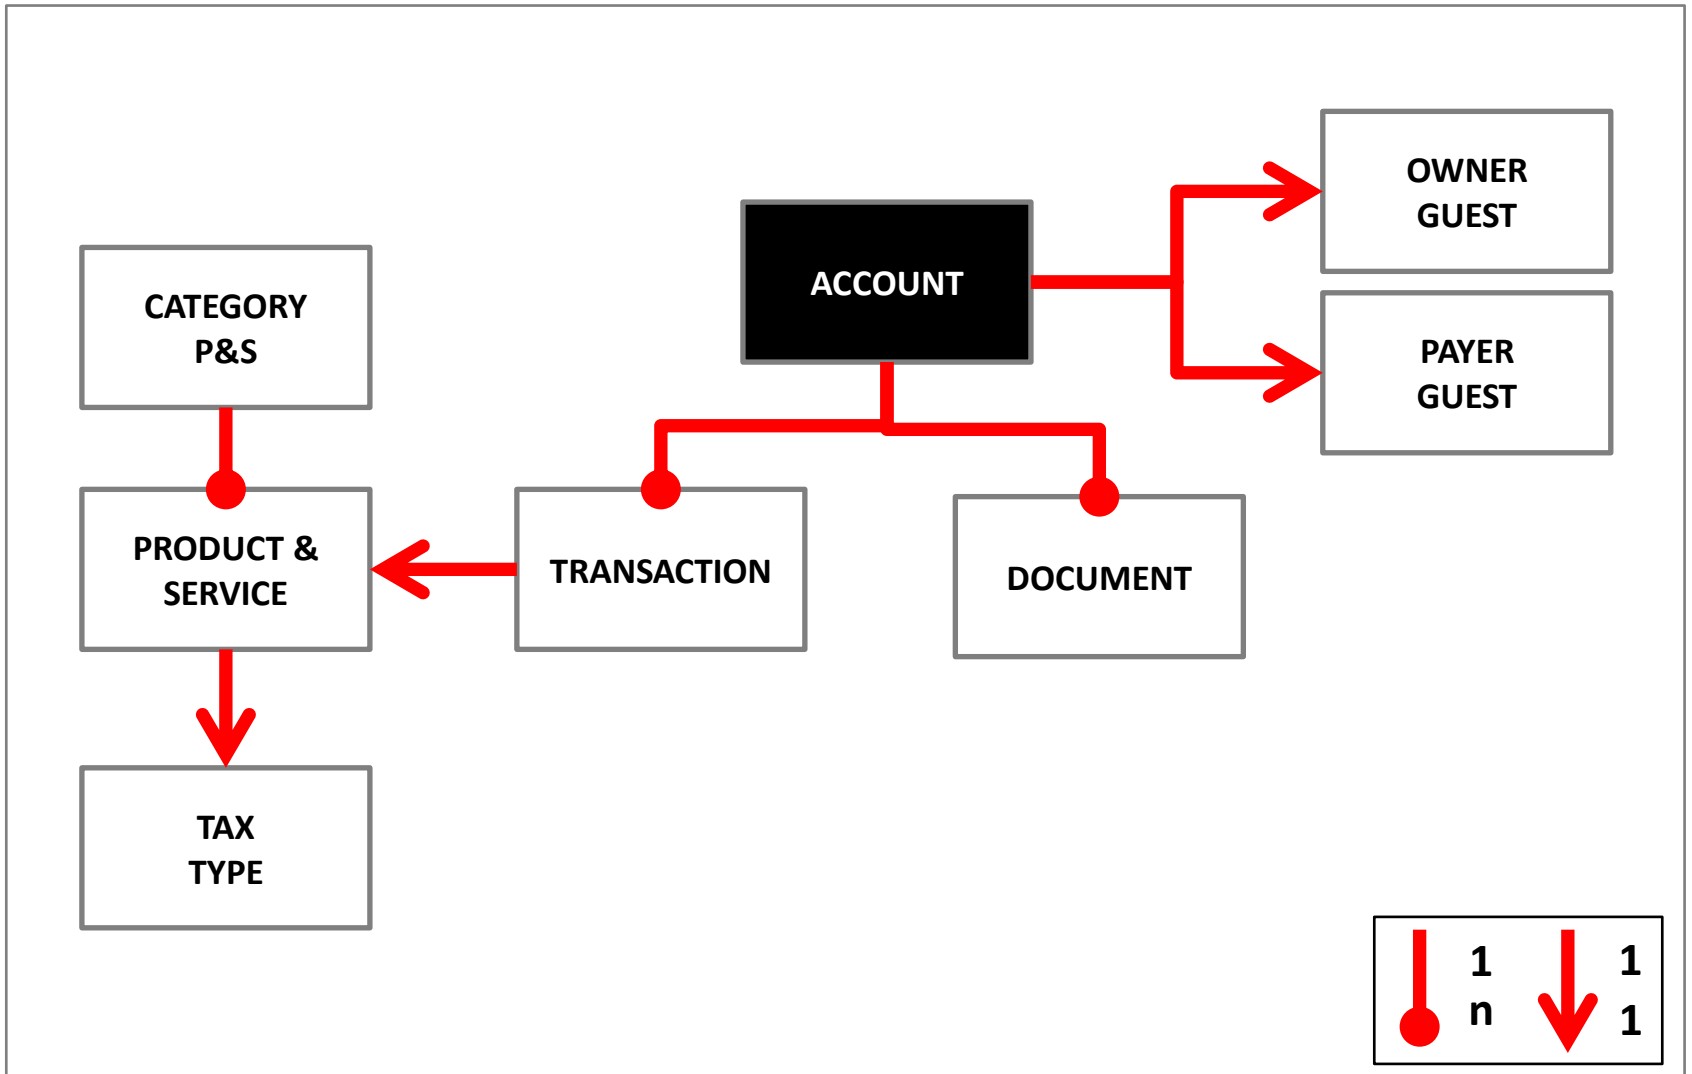 OWNER
GUEST
ACCOUNT
CATEGORY
P&S
PAYER
GUEST
PRODUCT &
SERVICE
TRANSACTION
DOCUMENT
TAX
TYPE
1 1
n 1